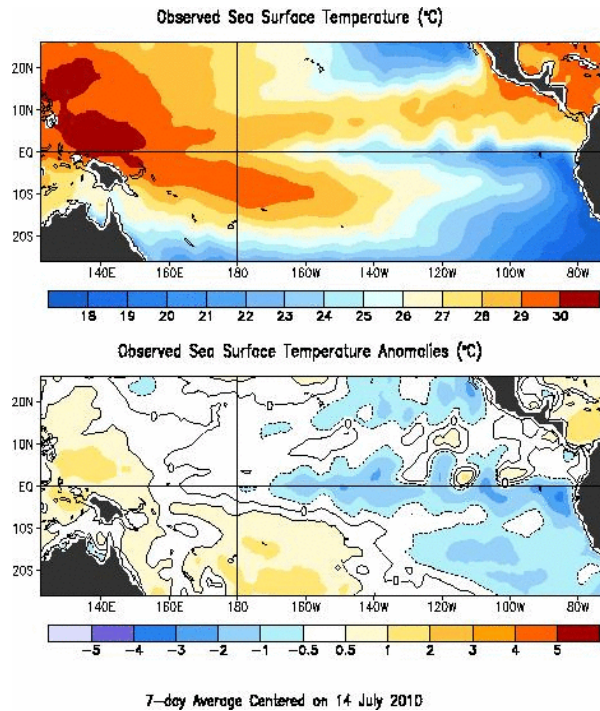 Observed Sea Surface Temperature (°C)
20N
10N
EQ
10S
20S
140E 160E 180 160W 140W 120W 100W 80W
18 19 20 21 22 23 24 25 26 27 28 29 30
Observed Sea Surface Temperature Anomalies (°C)
20N
10N
EQ
0
10S
20S
140E 160E 180 160W 140W 120W 100W 80W
-5 -4 -3 -2 -1 -0.5 0.5 1 2 3 4 5
7-day Average Centered on 14 July 2010